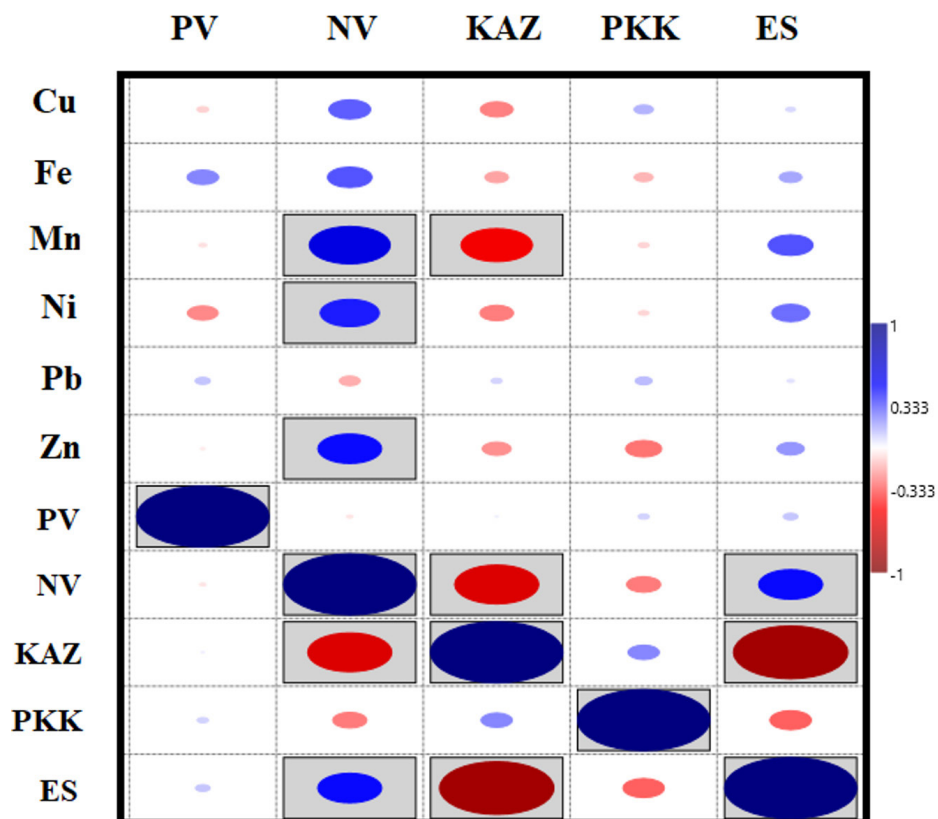 PV NV KAZ PKK ES
Cu
Fe
Mn
Ni
Pb
Zn
PV
NV
KAZ
PKK
ES
1
0.333
-0.333
-1